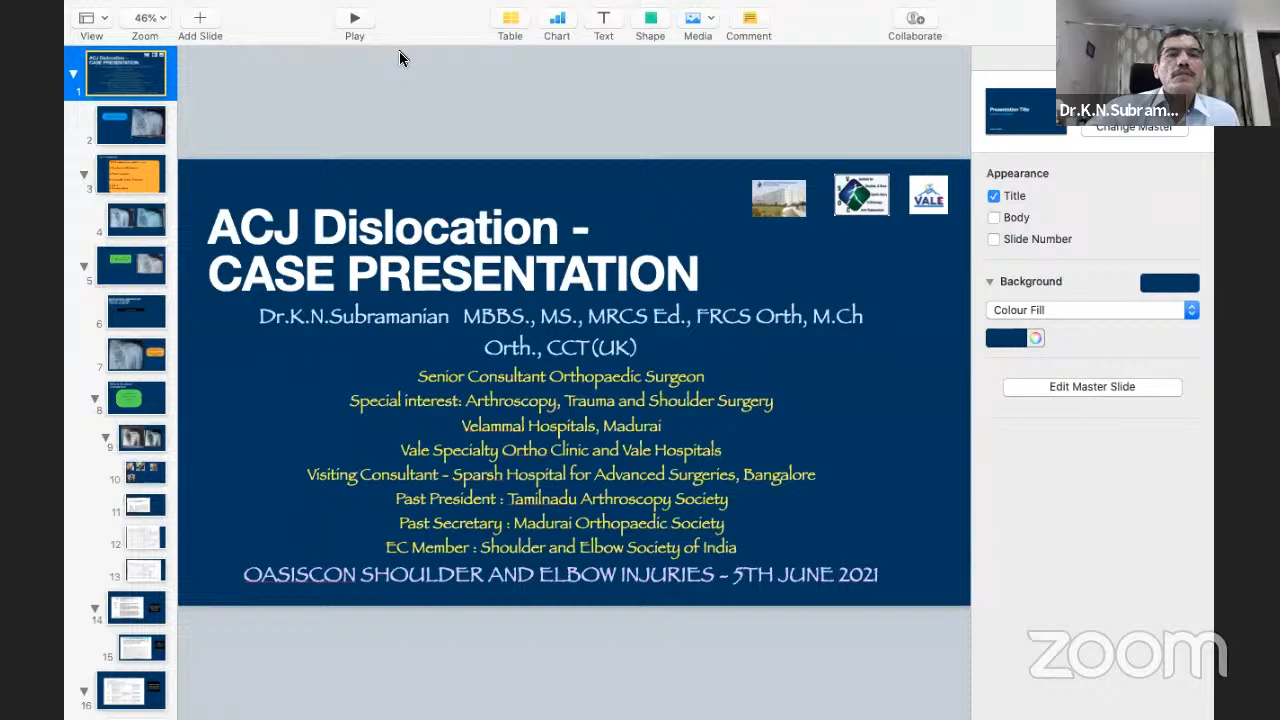 46%
View
Zoom
Add Slide
Play
Table
Chart
Text
Shape
Media
Comment
Collaborate
Dr.K.N.Subram...
Presentation Title
Change Master
Appearance
Title
Body
Slide Number
Background
Colour Fill
Edit Master Slide
ACJ Dislocation -
CASE PRESENTATION
1
2
3
4
5
6
7
8
9
10
11
12
13
14
15
16
VALE
ACJ Dislocation -
CASE PRESENTATION
Dr.K.N.Subramanian MBBS., MS., MRCS Ed., FRCS Orth, M.Ch
Orth., CCT(UK)
Senior Consultant Orthopaedic Surgeon
Special interest: Arthroscopy, Trauma and Shoulder Surgery
Velammal Hospitals, Madurai
Vale Specialty Ortho Clinic and Vale Hospitals
Visiting Consultant - Sparsh Hospital for Advanced Surgeries, Bangalore
Past President : Tamilnadu Arthroscopy Society
Past Secretary : Madurai Orthopaedic Society
EC Member : Shoulder and Elbow Society of India
OASISCON SHOULDER AND ElBOW INJURIES - 5TH JUNE 2021
zoom